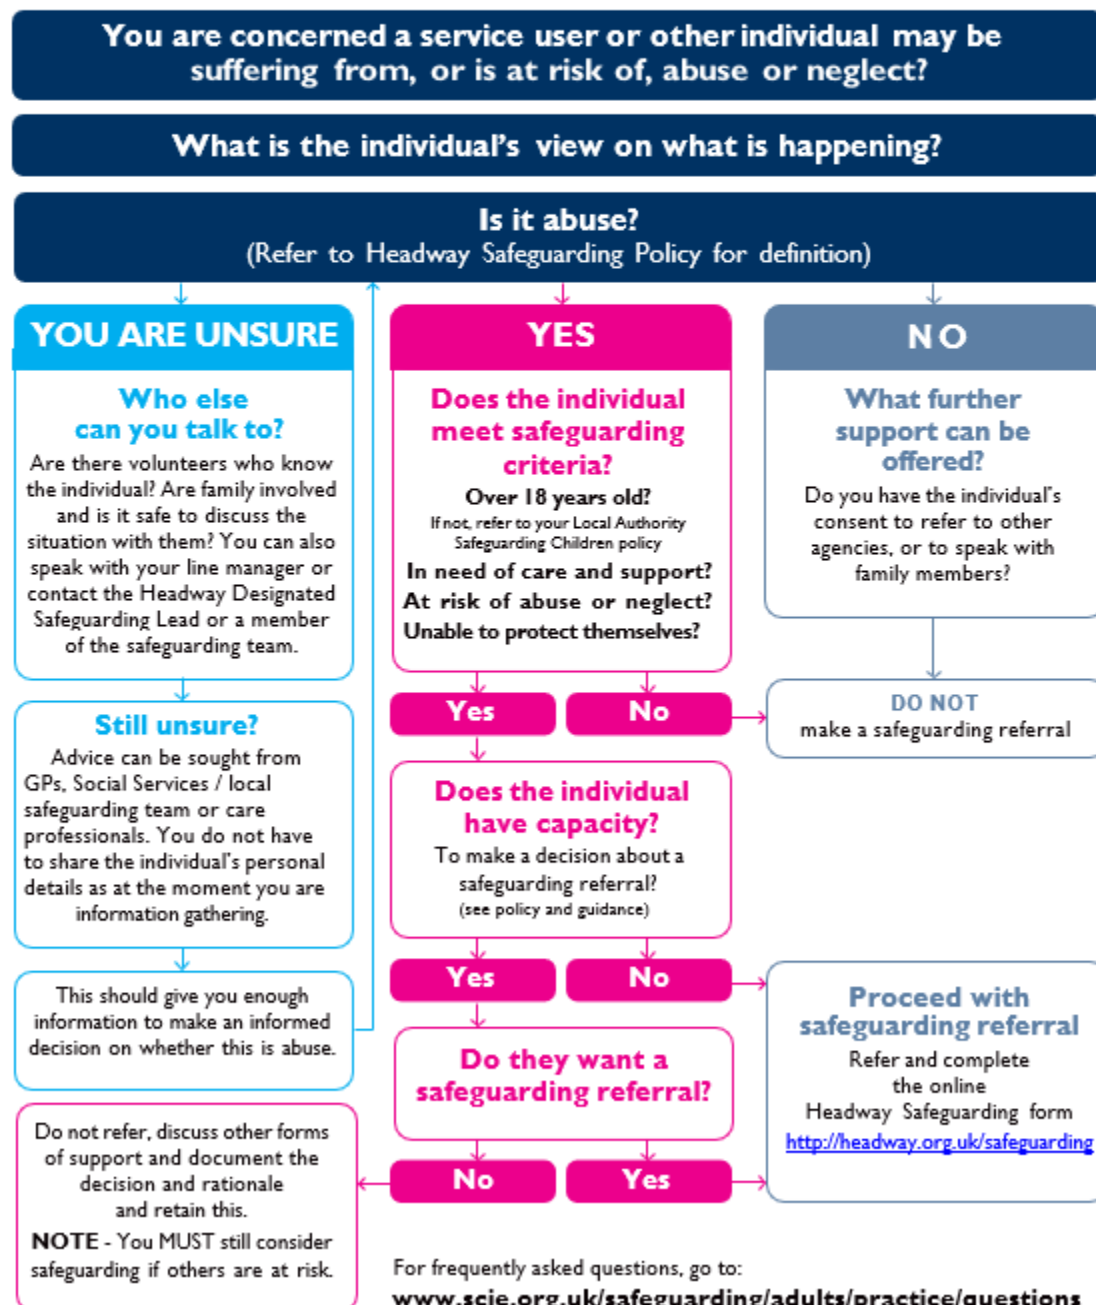 You are concerned a service user or other individual may be
suffering from, or is at risk of, abuse or neglect?
What is the individual's view on what is happening?
Is it abuse?
(Refer to Headway Safeguarding Policy for definition)
YOU ARE UNSURE
Who else
can you talk to?
Are there volunteers who know
the individual? Are family involved
and is it safe to discuss the
situation with them? You can also
speak with your line manager or
contact the Headway Designated
Safeguarding Lead or a member
of the safeguarding team.
Still unsure?
Advice can be sought from
GPs, Social Services / local
safeguarding team or care
professionals. You do not have
to share the individual's personal
details as at the moment you are
information gathering.
This should give you enough
information to make an informed
decision on whether this is abuse.
YES
Does the individual
meet safeguarding
criteria?
Over 18 years old?
If not, refer to your Local Authority
Safeguarding Children policy
In need of care and support?
At risk of abuse or neglect?
Unable to protect themselves?
Yes
No
Does the individual
have capacity?
To make a decision about a
safeguarding referral?
(see policy and guidance)
Yes
No
Do they want a
safeguarding referral?
No
Yes
Do not refer, discuss other forms
of support and document the
decision and rationale
and retain this.
NOTE - You MUST still consider
safeguarding if others are at risk.
NO
What further
support can be
offered?
Do you have the individual's
consent to refer to other
agencies, or to speak with
family members?
DO NOT
make a safeguarding referral
Proceed with
safeguarding referral
Refer and complete
the online
Headway Safeguarding form
http://headway.org.uk/safeguarding
For frequently asked questions, go to:
www.scie.org.uk/safeguarding/adults/practice/questions